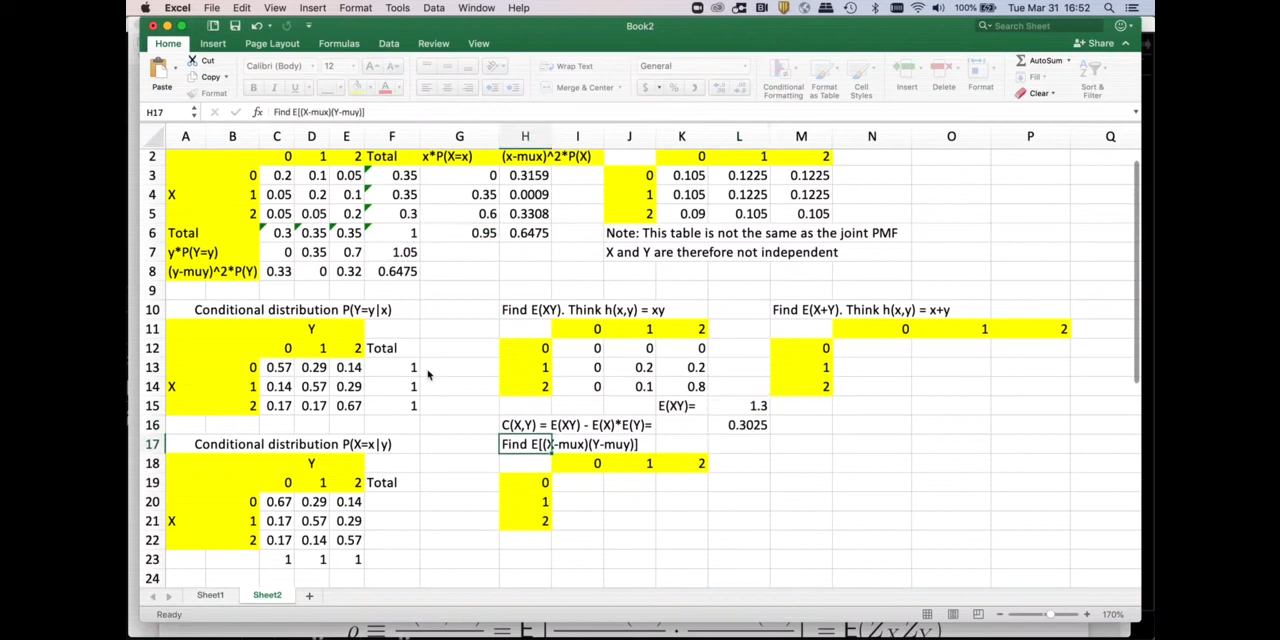 Excel File Edit View Insert Format Tools Data Window Help 100% Tue Mar 31 16:52
Book2 Search Sheet
Home Insert Page Layout Formulas Data Review View Share
Paste Cut Copy Format Calibri (Body) 12 A A B I U A Wrap Text Merge & Center General $ % Conditional Formatting Format as Table Cell Styles Insert Delete Format AutoSum Fill Clear Sort & Filter
H17 fx Find E[(X-mux)(Y-muy)]
A B C D E F G H I J K L M N O P Q
2 0 1 2 Total x*P(X=x) (x-mux)^2*P(X) 0 1 2
3 0 0.2 0.1 0.05 0.35 0 0.3159 0 0.105 0.1225 0.1225
4 X 1 0.05 0.2 0.1 0.35 0.35 0.0009 1 0.105 0.1225 0.1225
5 2 0.05 0.05 0.2 0.3 0.6 0.3308 2 0.09 0.105 0.105
6 Total 0.3 0.35 0.35 1 0.95 0.6475 Note: This table is not the same as the joint PMF
7 y*P(Y=y) 0 0.35 0.7 1.05 X and Y are therefore not independent
8 (y-muy)^2*P(Y) 0.33 0 0.32 0.6475
9
10 Conditional distribution P(Y=y|x) Find E(XY). Think h(x,y) = xy Find E(X+Y). Think h(x,y) = x+y
11 Y 0 1 2 0 1 2
12 0 1 2 Total 0 0 0 0 0
13 0 0.57 0.29 0.14 1 1 0 0.2 0.2 1
14 X 1 0.14 0.57 0.29 1 2 0 0.1 0.8 2
15 2 0.17 0.17 0.67 1 E(XY)= 1.3
16 C(X,Y) = E(XY) - E(X)*E(Y)= 0.3025
17 Conditional distribution P(X=x|y) Find E[(X-mux)(Y-muy)]
18 Y 0 1 2
19 0 1 2 Total 0
20 0 0.67 0.29 0.14 1
21 X 1 0.17 0.57 0.29 2
22 2 0.17 0.14 0.57
23 1 1 1
24
Sheet1 Sheet2 +
Ready 170%